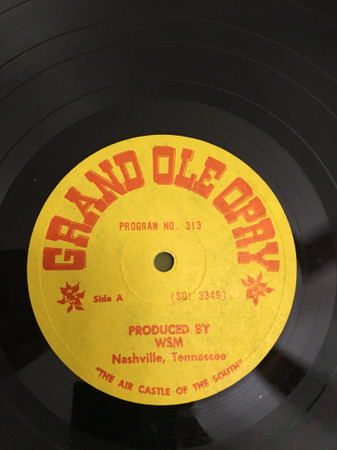 GRAND OLE OPRY
PROGRAM NO. 313
Side A (SDI 3349)
PRODUCED BY
WSM
Nashville, Tennessee
"THE AIR CASTLE OF THE SOUTH"